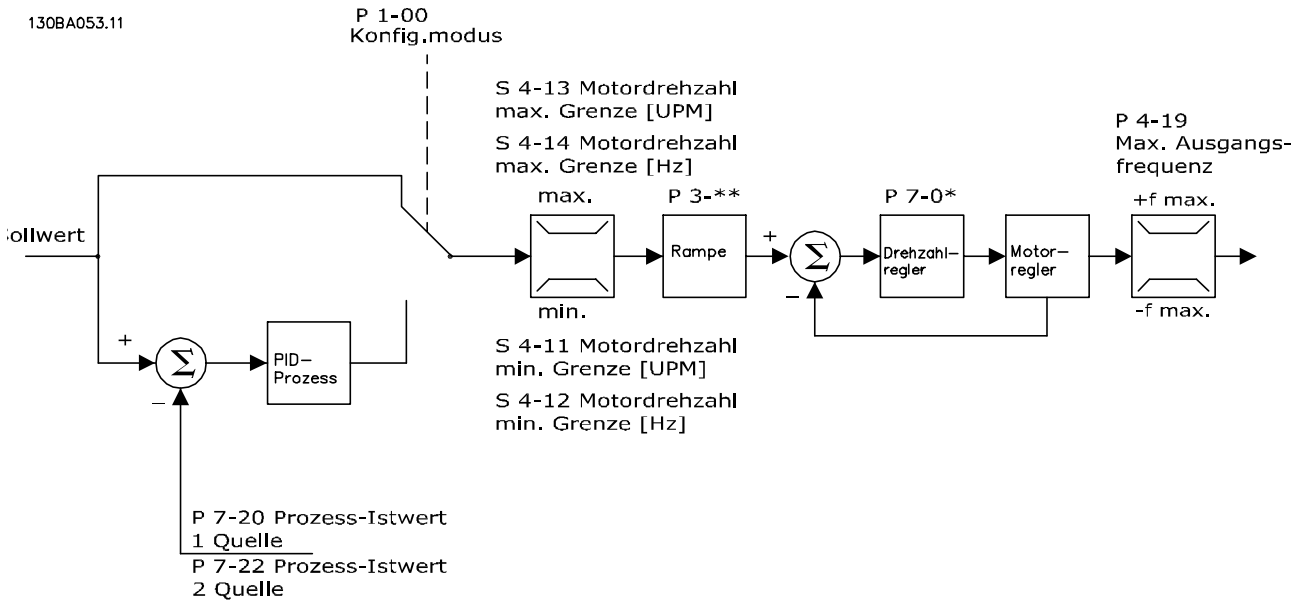 130BA053.11
P 1-00
Konfig.modus
S 4-13 Motordrehzahl
max. Grenze [UPM]
S 4-14 Motordrehzahl
max. Grenze [Hz]
P 4-19
Max. Ausgangs-
frequenz
max.
P 3-**
P 7-0*
+f max.
Sollwert
+
Rampe
+
Σ
Drehzahl-
regler
Motor-
regler
–
min.
-f max.
S 4-11 Motordrehzahl
min. Grenze [UPM]
S 4-12 Motordrehzahl
min. Grenze [Hz]
Σ
PID-
Prozess
–
P 7-20 Prozess-Istwert
1 Quelle
P 7-22 Prozess-Istwert
2 Quelle